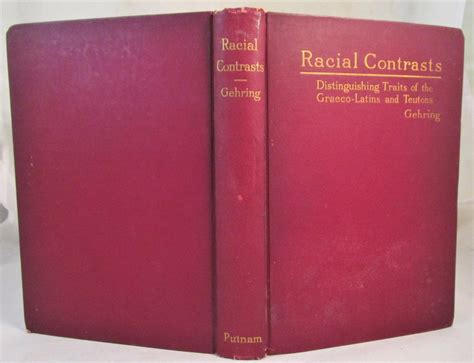 Racial
Contrasts
Gehring
Putnam
Racial Contrasts
Distinguishing Traits of the
Graeco-Latins and Teutons
Gehring